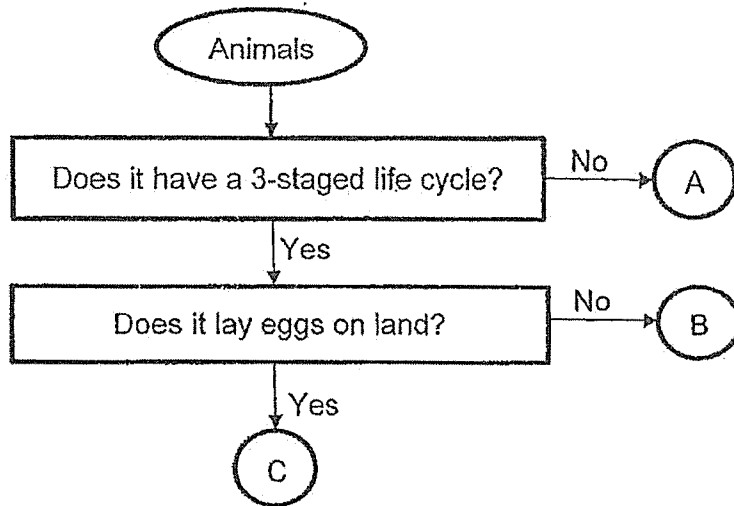 Animals
Does it have a 3-staged life cycle?
No
A
Yes
Does it lay eggs on land?
No
B
Yes
C